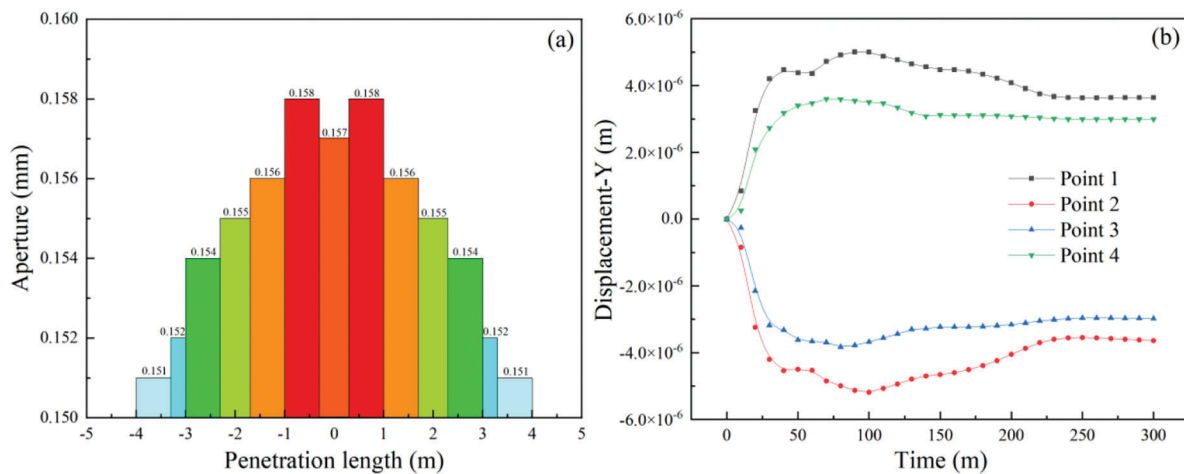 (a)
Aperture (mm)
0.160
0.158
0.156
0.154
0.152
0.150
0.151
0.152
0.154
0.155
0.156
0.158
0.157
0.158
0.156
0.155
0.154
0.152
0.151
-5 -4 -3 -2 -1 0 1 2 3 4 5
Penetration length (m)
(b)
Displacement-Y (m)
6.0×10⁻⁶
4.0×10⁻⁶
2.0×10⁻⁶
0.0
-2.0×10⁻⁶
-4.0×10⁻⁶
-6.0×10⁻⁶
Point 1
Point 2
Point 3
Point 4
0 50 100 150 200 250 300
Time (m)